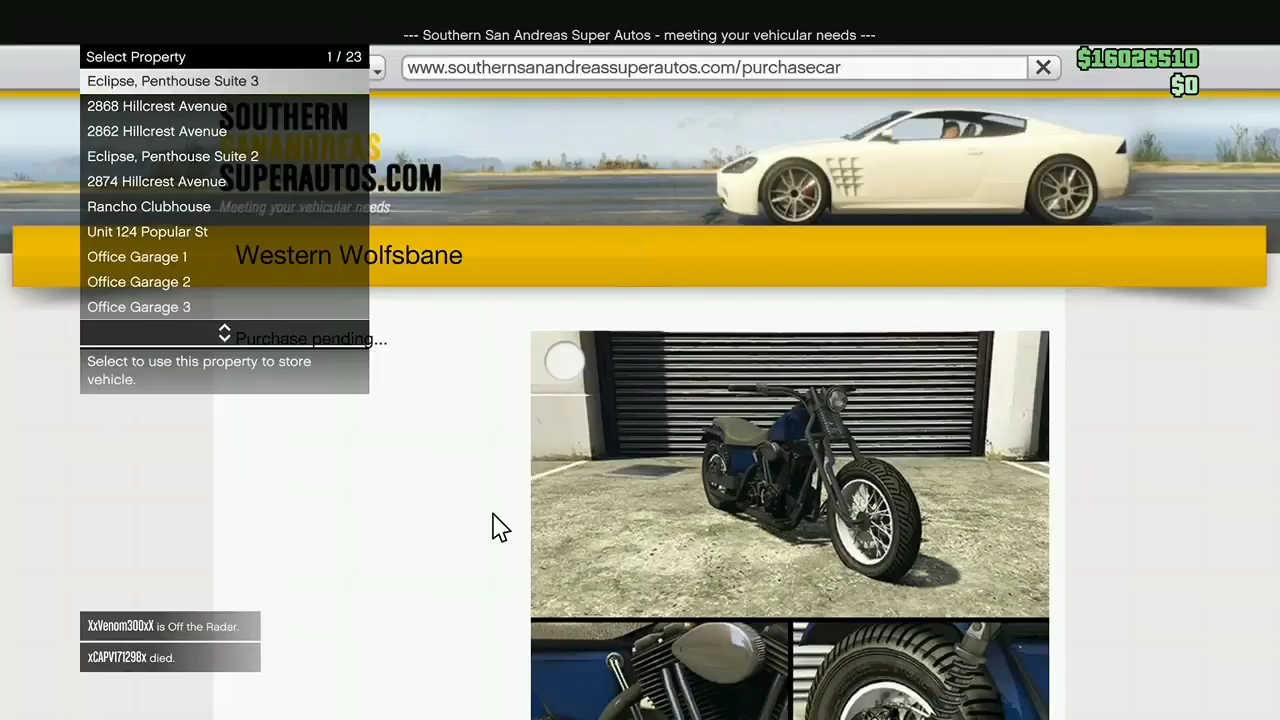 --- Southern San Andreas Super Autos - meeting your vehicular needs ---
Select Property 1 / 23
www.southernsanandreassuperautos.com/purchasecar
$16026510
$0
Eclipse, Penthouse Suite 3
2868 Hillcrest Avenue
2862 Hillcrest Avenue
Eclipse, Penthouse Suite 2
2874 Hillcrest Avenue
Rancho Clubhouse
Unit 124 Popular St
Office Garage 1
Office Garage 2
Office Garage 3
Select to use this property to store
vehicle.
SOUTHERN
SANANDREAS
SUPERAUTOS.COM
Meeting your vehicular needs
Western Wolfsbane
Purchase pending...
XxVenom300xX is Off the Radar.
xCAPV171298x died.